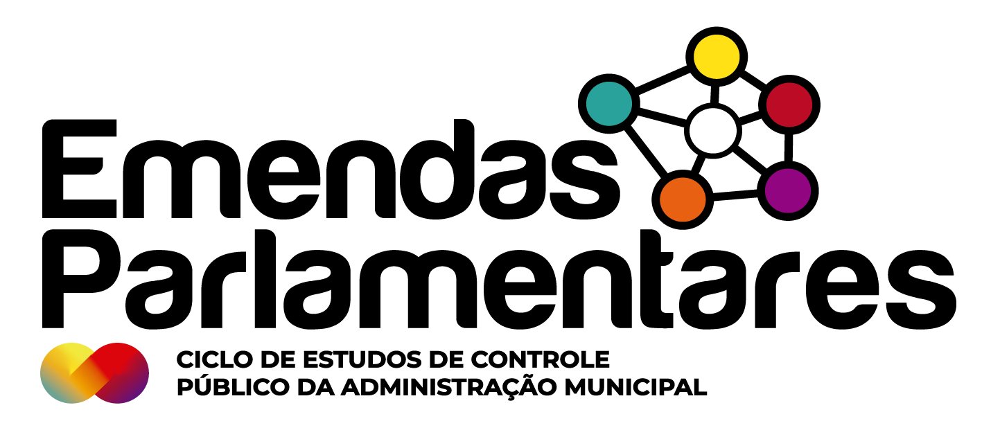 Emendas
Parlamentares
CICLO DE ESTUDOS DE CONTROLE
PÚBLICO DA ADMINISTRAÇÃO MUNICIPAL